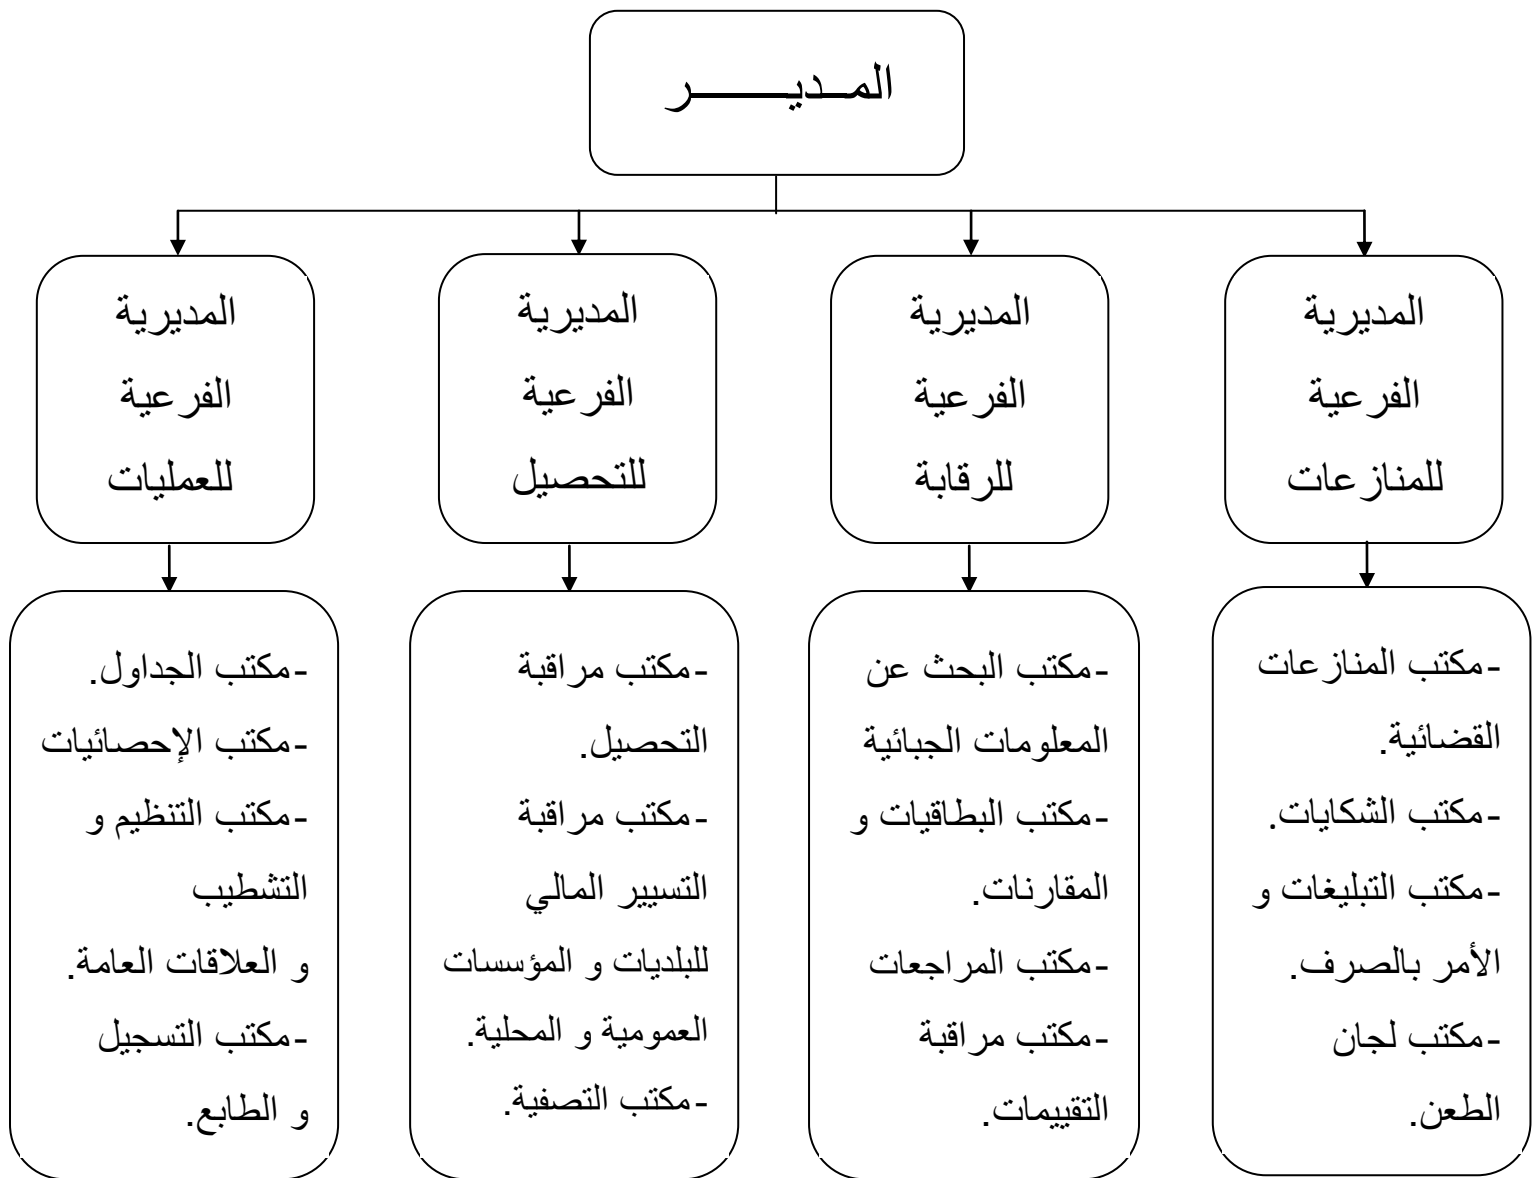 المـديـــــر
المديرية
الفرعية
للمنازعات
المديرية
الفرعية
للرقابة
المديرية
الفرعية
للتحصيل
المديرية
الفرعية
للعمليات
-مكتب المنازعات
القضائية.
-مكتب الشكايات.
-مكتب التبليغات و
الأمر بالصرف.
-مكتب لجان
الطعن.
-مكتب البحث عن
المعلومات الجبائية
-مكتب البطاقيات و
المقارنات.
-مكتب المراجعات
-مكتب مراقبة
التقييمات.
-مكتب مراقبة
التحصيل.
-مكتب مراقبة
التسيير المالي
للبلديات و المؤسسات
العمومية و المحلية.
-مكتب التصفية.
-مكتب الجداول.
-مكتب الإحصائيات
-مكتب التنظيم و
التشطيب
و العلاقات العامة.
-مكتب التسجيل
و الطابع.